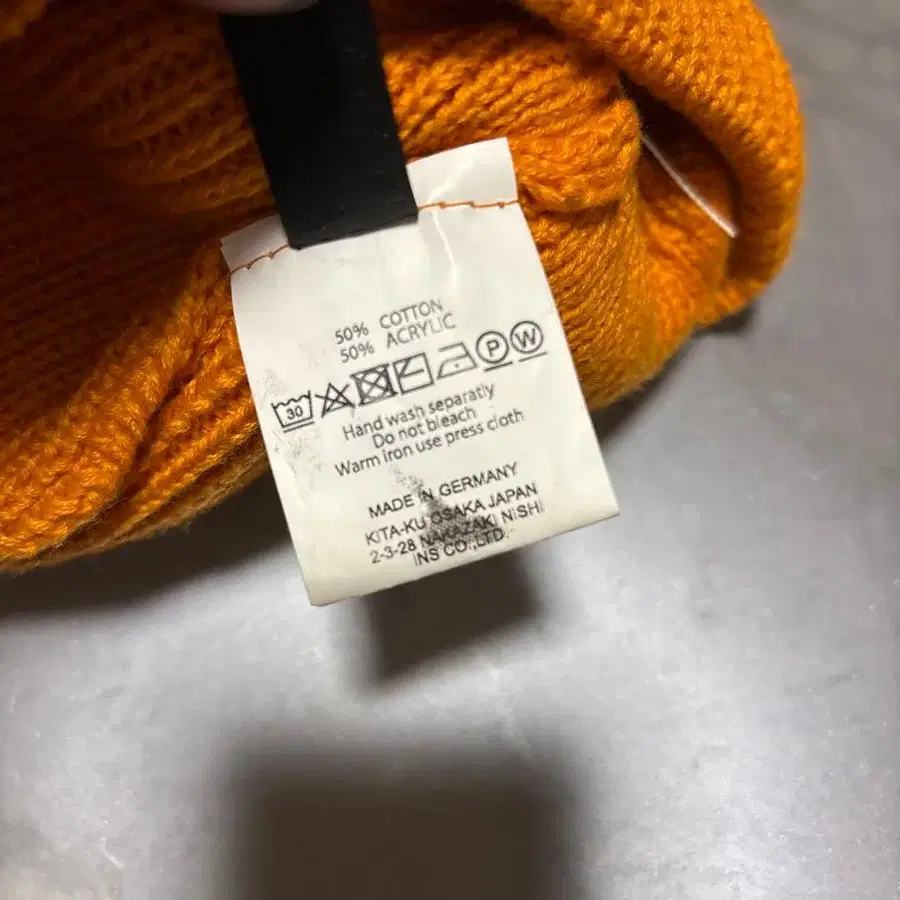 50% COTTON
50% ACRYLIC
30 P W
Hand wash separatly
Do not bleach
Warm iron use press cloth
MADE IN GERMANY
KITA-KU OSAKA JAPAN
2-3-28 NAKAZAKI NISHI
INS CO.,LTD.